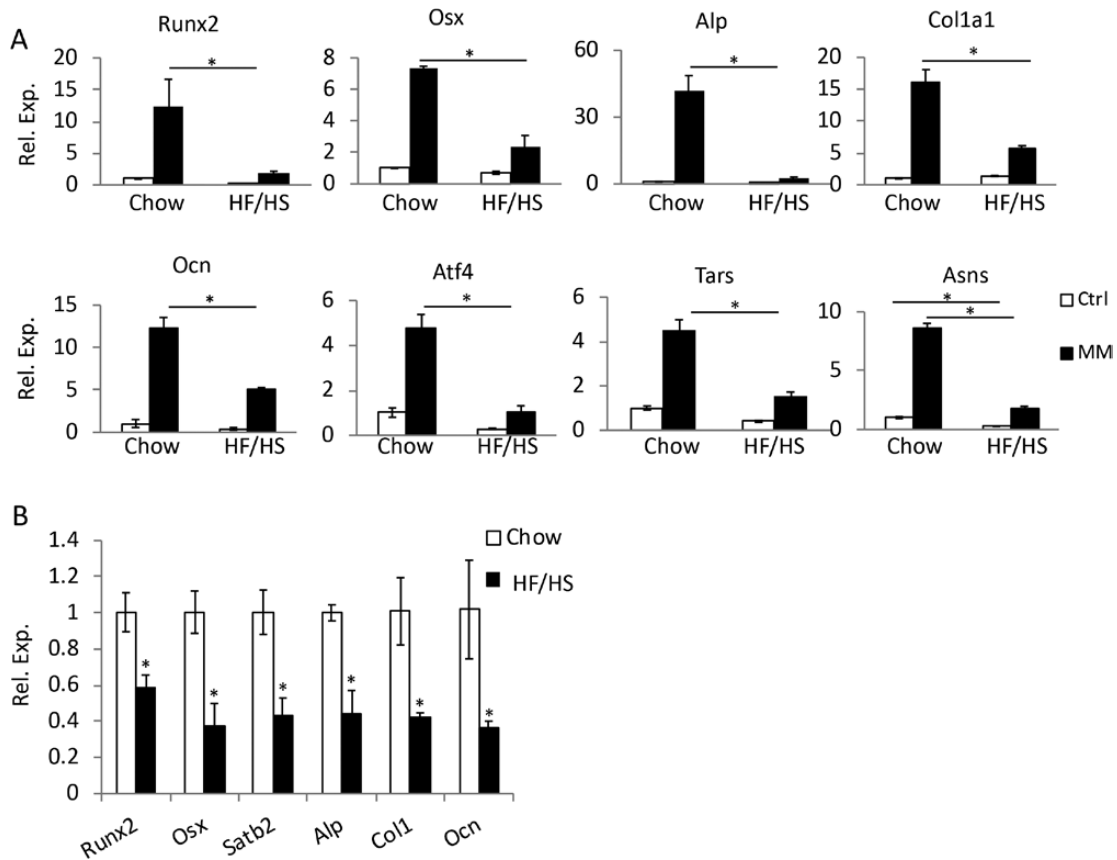 A
Runx2
Osx
Alp
Col1a1
Rel. Exp.
20
15
10
5
0
*
Chow
HF/HS
8
6
4
2
0
*
Chow
HF/HS
60
40
20
0
*
Chow
HF/HS
20
15
10
5
0
*
Chow
HF/HS
Ocn
Atf4
Tars
Asns
Rel. Exp.
15
10
5
0
*
Chow
HF/HS
6
4
2
0
*
Chow
HF/HS
6
4
2
0
*
Chow
HF/HS
10
5
0
*
*
Chow
HF/HS
Ctrl
MM
B
Chow
HF/HS
Rel. Exp.
1.4
1.2
1
0.8
0.6
0.4
0.2
0
* * * * * *
Runx2
Osx
Satb2
Alp
Col1
Ocn